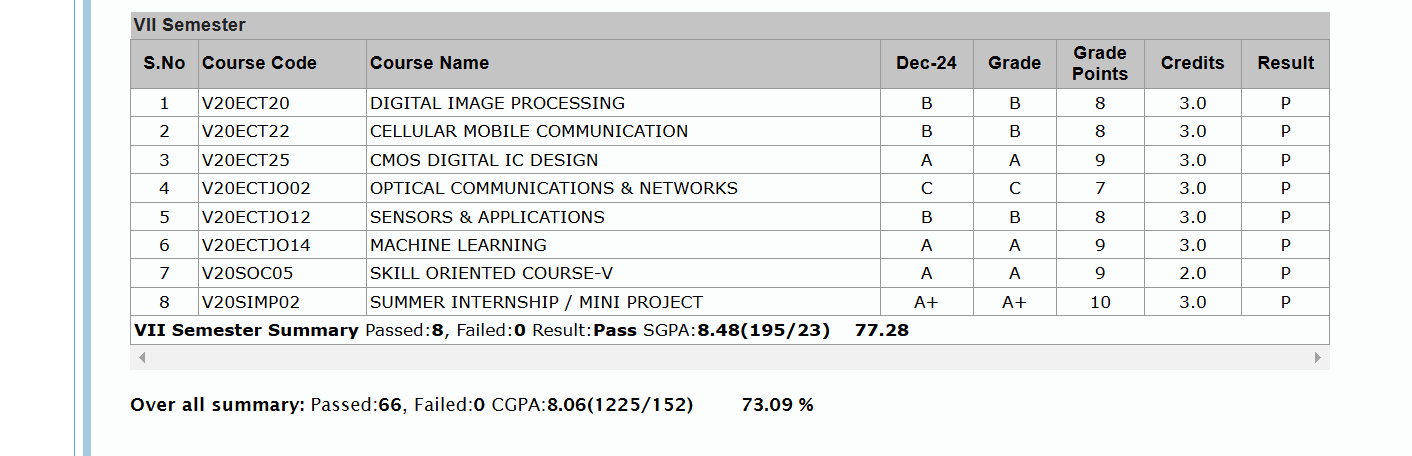 VII Semester
S.No Course Code Course Name Dec-24 Grade Grade Points Credits Result
1 V20ECT20 DIGITAL IMAGE PROCESSING B B 8 3.0 P
2 V20ECT22 CELLULAR MOBILE COMMUNICATION B B 8 3.0 P
3 V20ECT25 CMOS DIGITAL IC DESIGN A A 9 3.0 P
4 V20ECTJO02 OPTICAL COMMUNICATIONS & NETWORKS C C 7 3.0 P
5 V20ECTJO12 SENSORS & APPLICATIONS B B 8 3.0 P
6 V20ECTJO14 MACHINE LEARNING A A 9 3.0 P
7 V20SOC05 SKILL ORIENTED COURSE-V A A 9 2.0 P
8 V20SIMP02 SUMMER INTERNSHIP / MINI PROJECT A+ A+ 10 3.0 P
VII Semester Summary Passed:8, Failed:0 Result:Pass SGPA:8.48(195/23) 77.28
Over all summary: Passed:66, Failed:0 CGPA:8.06(1225/152) 73.09 %